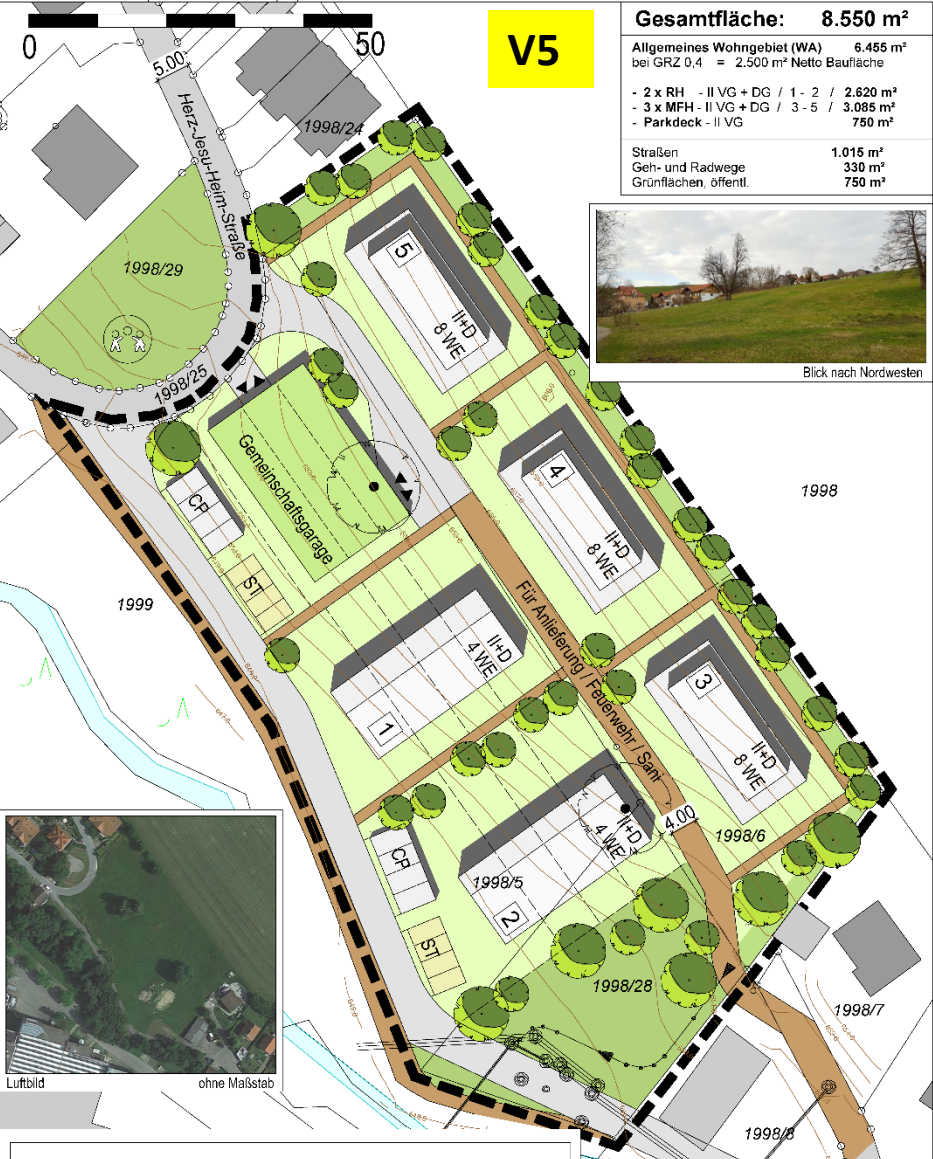 0
50
V5
Gesamtfläche: 8.550 m²
Allgemeines Wohngebiet (WA) 6.455 m²
bei GRZ 0,4 = 2.500 m² Netto Baufläche
- 2 x RH - II VG + DG / 1 - 2 / 2.620 m²
- 3 x MFH - II VG + DG / 3 - 5 / 3.085 m²
- Parkdeck - II VG 750 m²
Straßen 1.015 m²
Geh- und Radwege 330 m²
Grünflächen, öffentl. 750 m²
Blick nach Nordwesten
5.00
Herz-Jesu-Heim-Straße
1998/24
1998/29
1998/25
5
II+D
8 WE
Gemeinschaftsgarage
CP
ST
4
II+D
8 WE
1998
1999
Für Anlieferung / Feuerwehr / Sani
1
II+D
4 WE
3
II+D
8 WE
II+D
4 WE
4.00
1998/6
CP
1998/5
2
ST
1998/28
1998/7
1998/8
Luftbild
ohne Maßstab